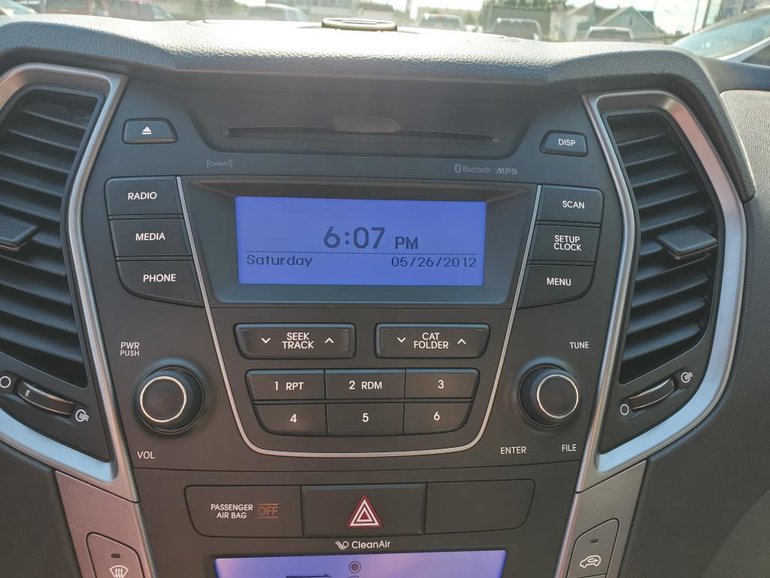 DISP
((XM))
Bluetooth MP3
RADIO
SCAN
6:07 PM
MEDIA
SETUP
CLOCK
Saturday 05/26/2012
PHONE
MENU
SEEK
TRACK
CAT
FOLDER
PWR
PUSH
TUNE
1 RPT
2 RDM
3
4
5
6
VOL
ENTER
FILE
PASSENGER
AIR BAG OFF
CleanAir